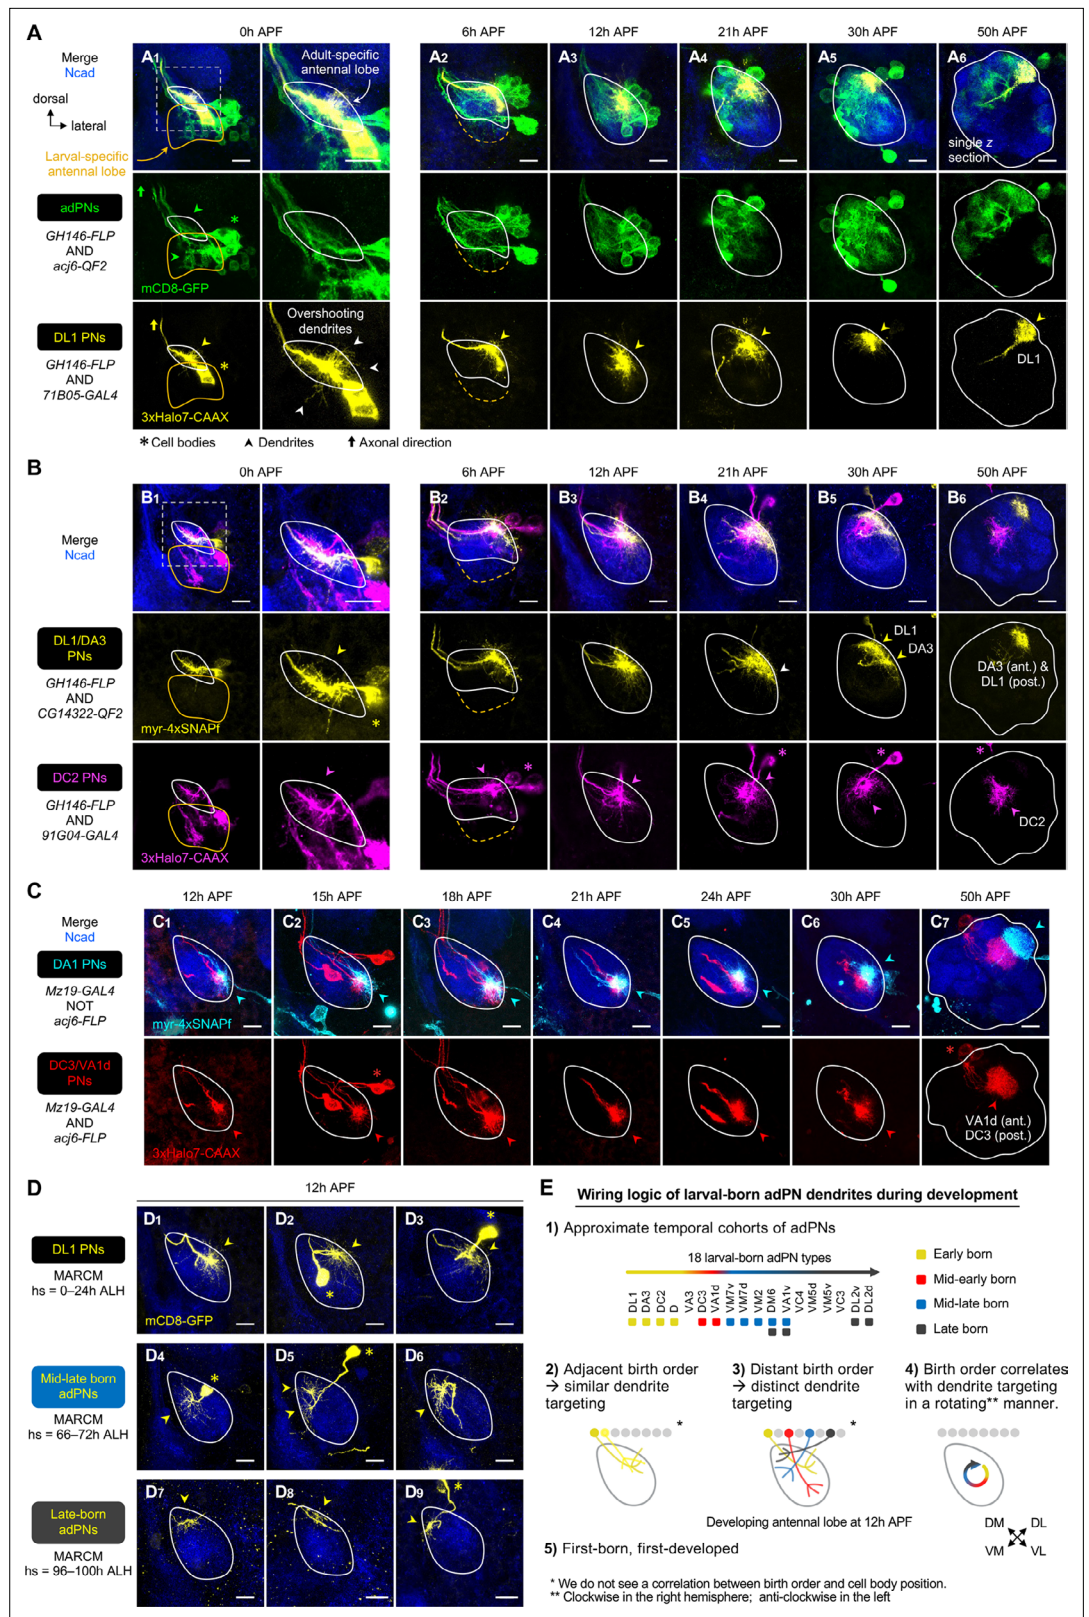 A
0h APF
6h APF
12h APF
21h APF
30h APF
50h APF
Merge
Ncad
dorsal
lateral
Larval-specific
antennal lobe
A1
Adult-specific
antennal lobe
A2
A3
A4
A5
A6
single z
section
adPNs
GH146-FLP
AND
acj6-QF2
mCD8-GFP
DL1 PNs
GH146-FLP
AND
71B05-GAL4
3xHalo7-CAAX
Overshooting
dendrites
DL1
* Cell bodies
Dendrites
Axonal direction
B
0h APF
6h APF
12h APF
21h APF
30h APF
50h APF
Merge
Ncad
B1
B2
B3
B4
B5
B6
DL1/DA3
PNs
GH146-FLP
AND
CG14322-QF2
myr-4xSNAPf
*
DL1
DA3
DA3 (ant.) &
DL1 (post.)
DC2 PNs
GH146-FLP
AND
91G04-GAL4
3xHalo7-CAAX
DC2
C
12h APF
15h APF
18h APF
21h APF
24h APF
30h APF
50h APF
Merge
Ncad
DA1 PNs
Mz19-GAL4
NOT
acj6-FLP
C1
C2
C3
C4
C5
C6
C7
myr-4xSNAPf
DC3/VA1d
PNs
Mz19-GAL4
AND
acj6-FLP
3xHalo7-CAAX
VA1d (ant.)
DC3 (post.)
D
12h APF
DL1 PNs
MARCM
hs = 0–24h ALH
D1
D2
D3
mCD8-GFP
Mid-late born
adPNs
MARCM
hs = 66–72h ALH
D4
D5
D6
Late-born
adPNs
MARCM
hs = 96–100h ALH
D7
D8
D9
E
Wiring logic of larval-born adPN dendrites during development
1) Approximate temporal cohorts of adPNs
18 larval-born adPN types
DL1
DA3
DC2
D
VA3
DC3
VA1d
VM7v
VM7d
VM2
DM6
VA1v
VC4
VM5d
VM5v
VC3
DL2v
DL2d
Early born
Mid-early born
Mid-late born
Late born
2) Adjacent birth order
→ similar dendrite
targeting
3) Distant birth order
→ distinct dendrite
targeting
4) Birth order correlates
with dendrite targeting
in a rotating** manner.
*
*
Developing antennal lobe at 12h APF
DM
DL
VM
VL
5) First-born, first-developed
* We do not see a correlation between birth order and cell body position.
** Clockwise in the right hemisphere; anti-clockwise in the left